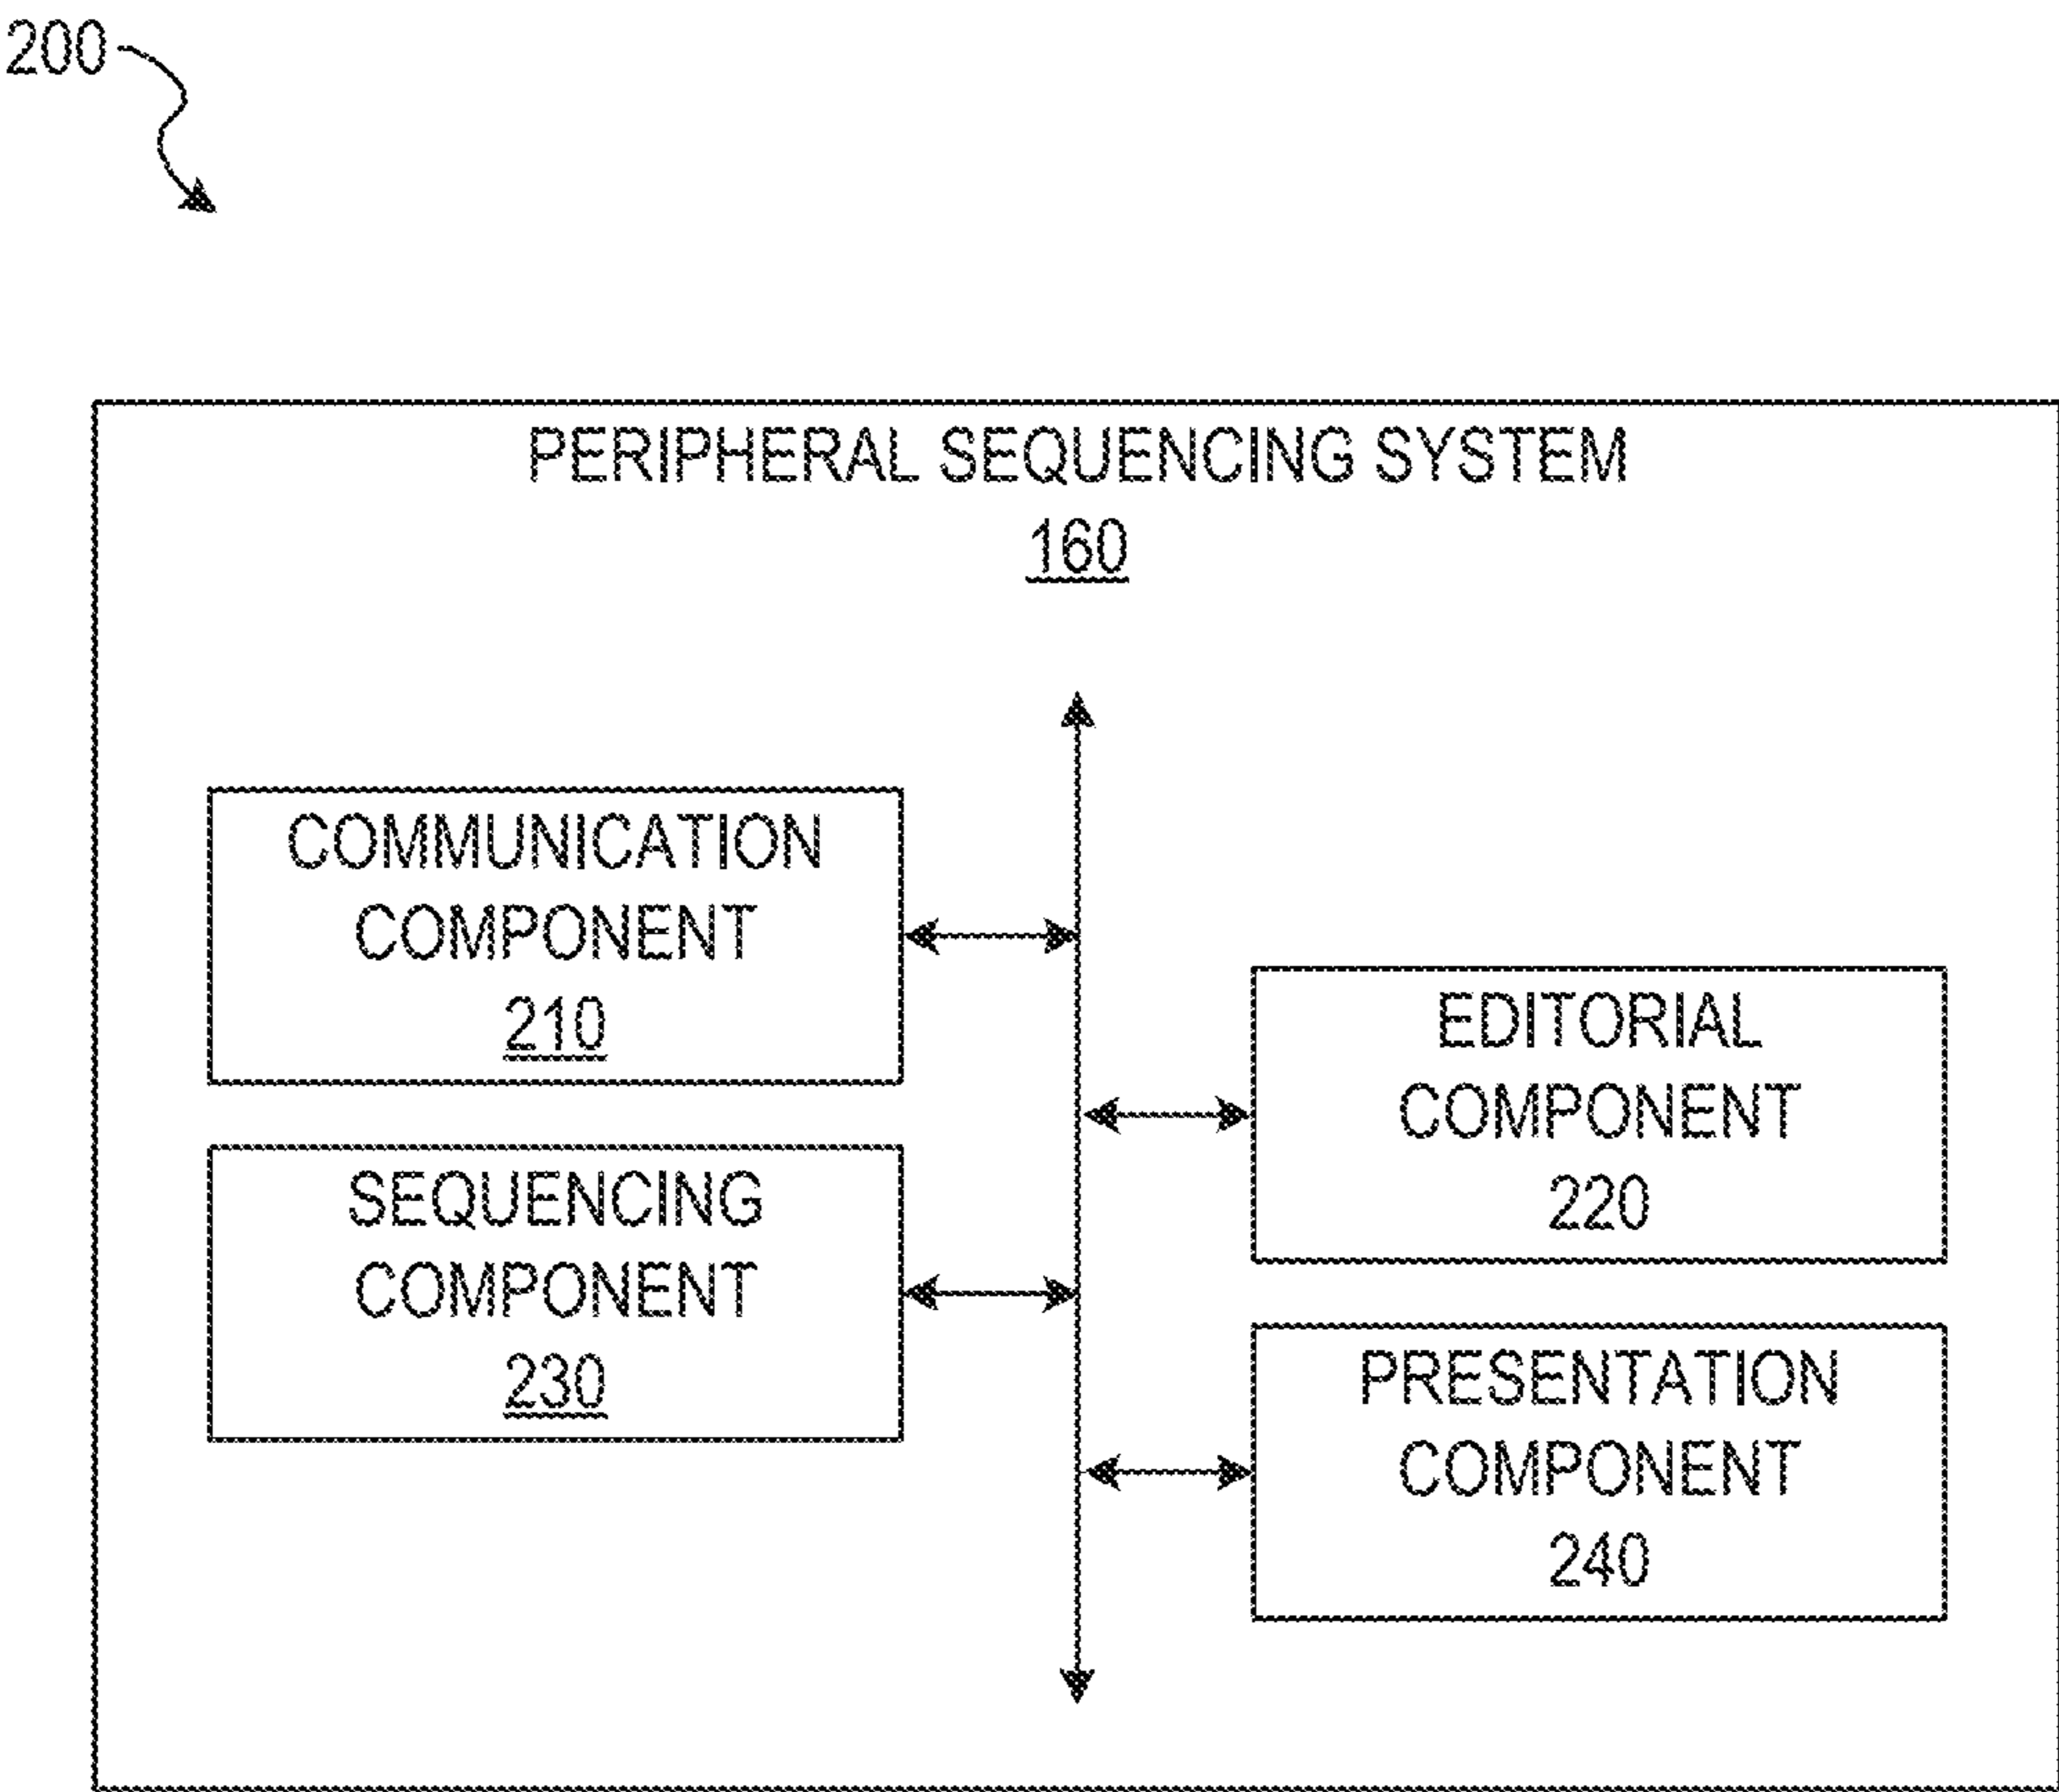 200
PERIPHERAL SEQUENCING SYSTEM
160
COMMUNICATION
COMPONENT
210
EDITORIAL
COMPONENT
220
SEQUENCING
COMPONENT
230
PRESENTATION
COMPONENT
240